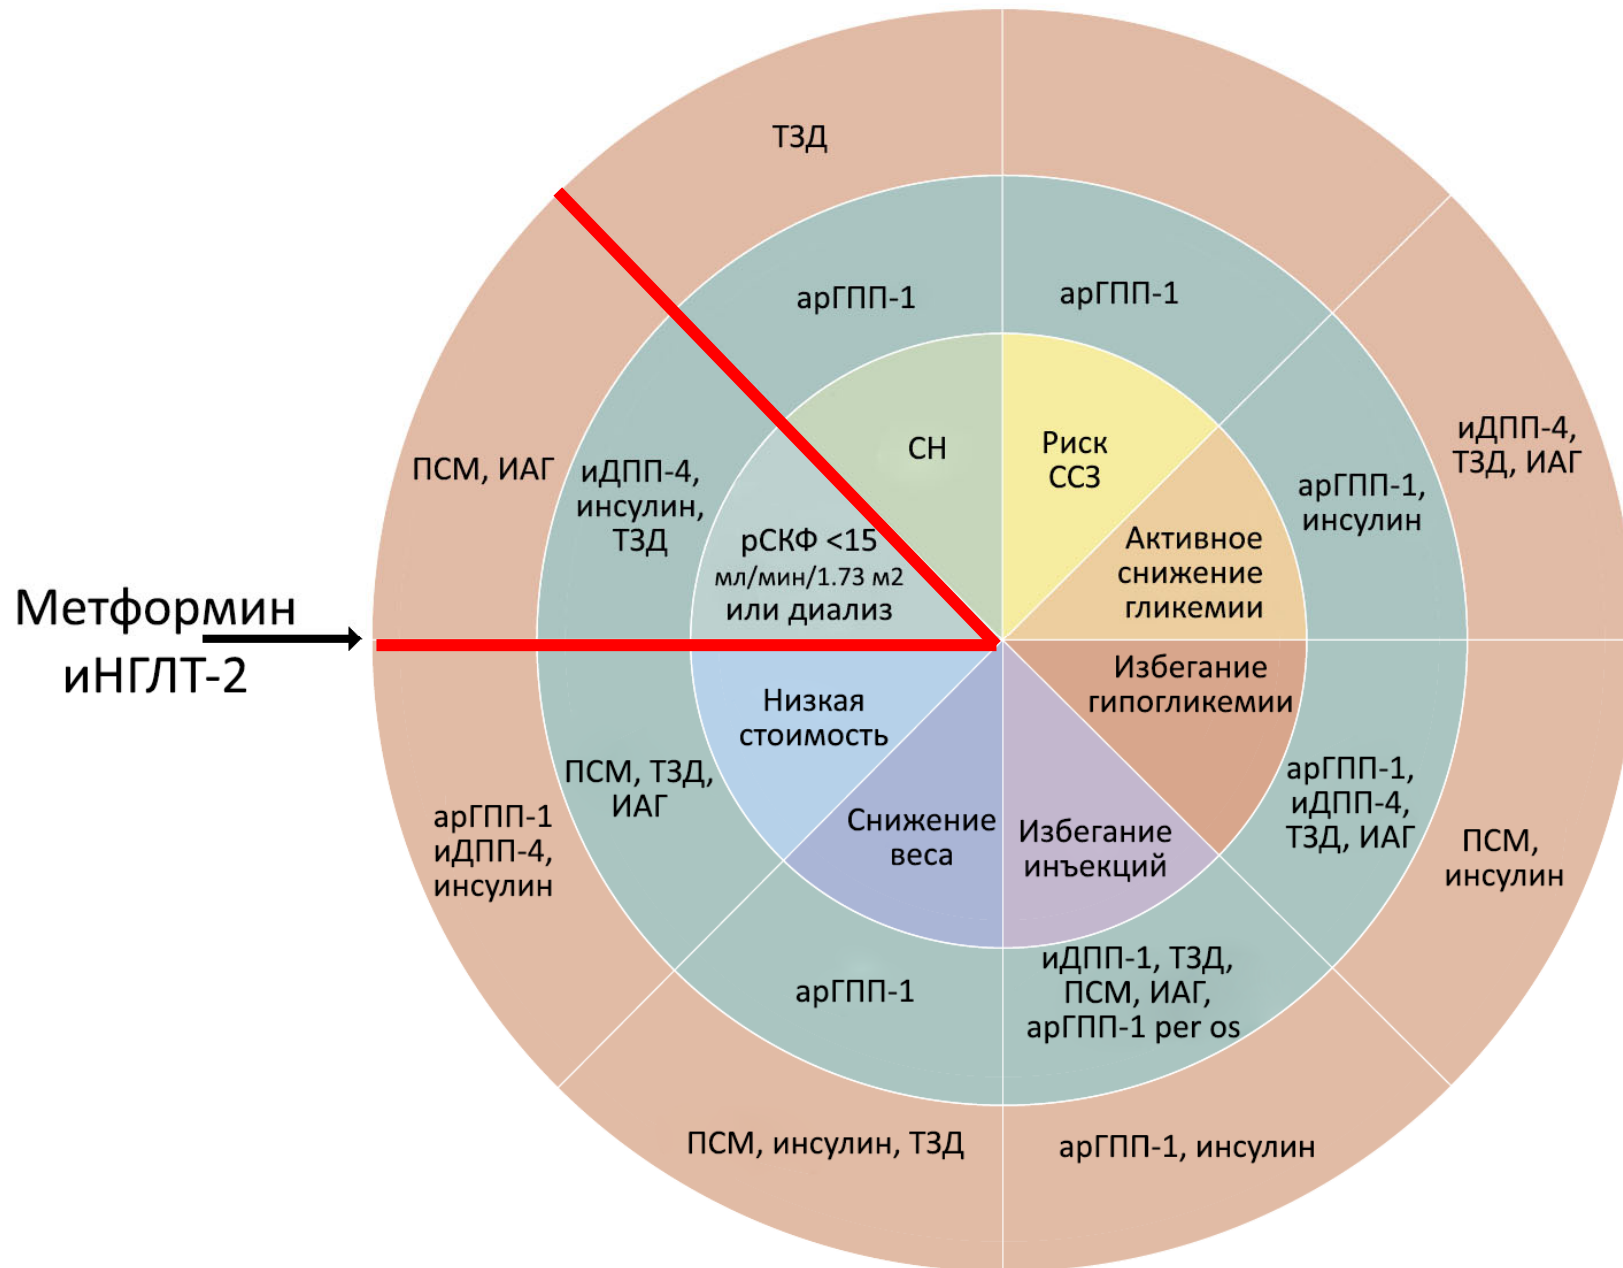 ТЗД
арГПП-1
арГПП-1
СН
Риск
ССЗ
иДПП-4,
ТЗД, ИАГ
ПСМ, ИАГ
иДПП-4,
инсулин,
ТЗД
арГПП-1,
инсулин
рСКФ <15
мл/мин/1.73 м2
или диализ
Активное
снижение
гликемии
Метформин
иНГЛТ-2
Избегание
гипогликемии
Низкая
стоимость
ПСМ, ТЗД,
ИАГ
арГПП-1,
иДПП-4,
ТЗД, ИАГ
арГПП-1
иДПП-4,
инсулин
Снижение
веса
Избегание
инъекций
ПСМ,
инсулин
арГПП-1
иДПП-1, ТЗД,
ПСМ, ИАГ,
арГПП-1 per os
ПСМ, инсулин, ТЗД
арГПП-1, инсулин